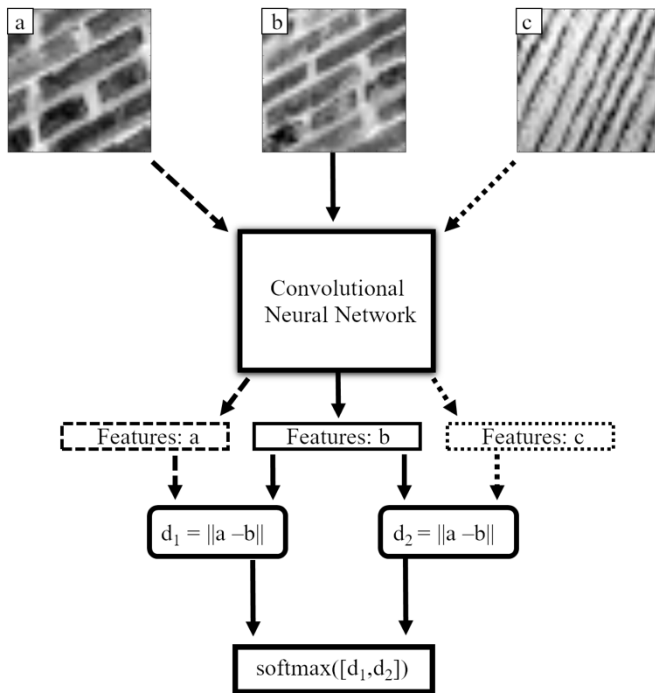 a
b
c
Convolutional
Neural Network
Features: a
Features: b
Features: c
d₁ = ||a –b||
d₂ = ||a –b||
softmax([d₁,d₂])